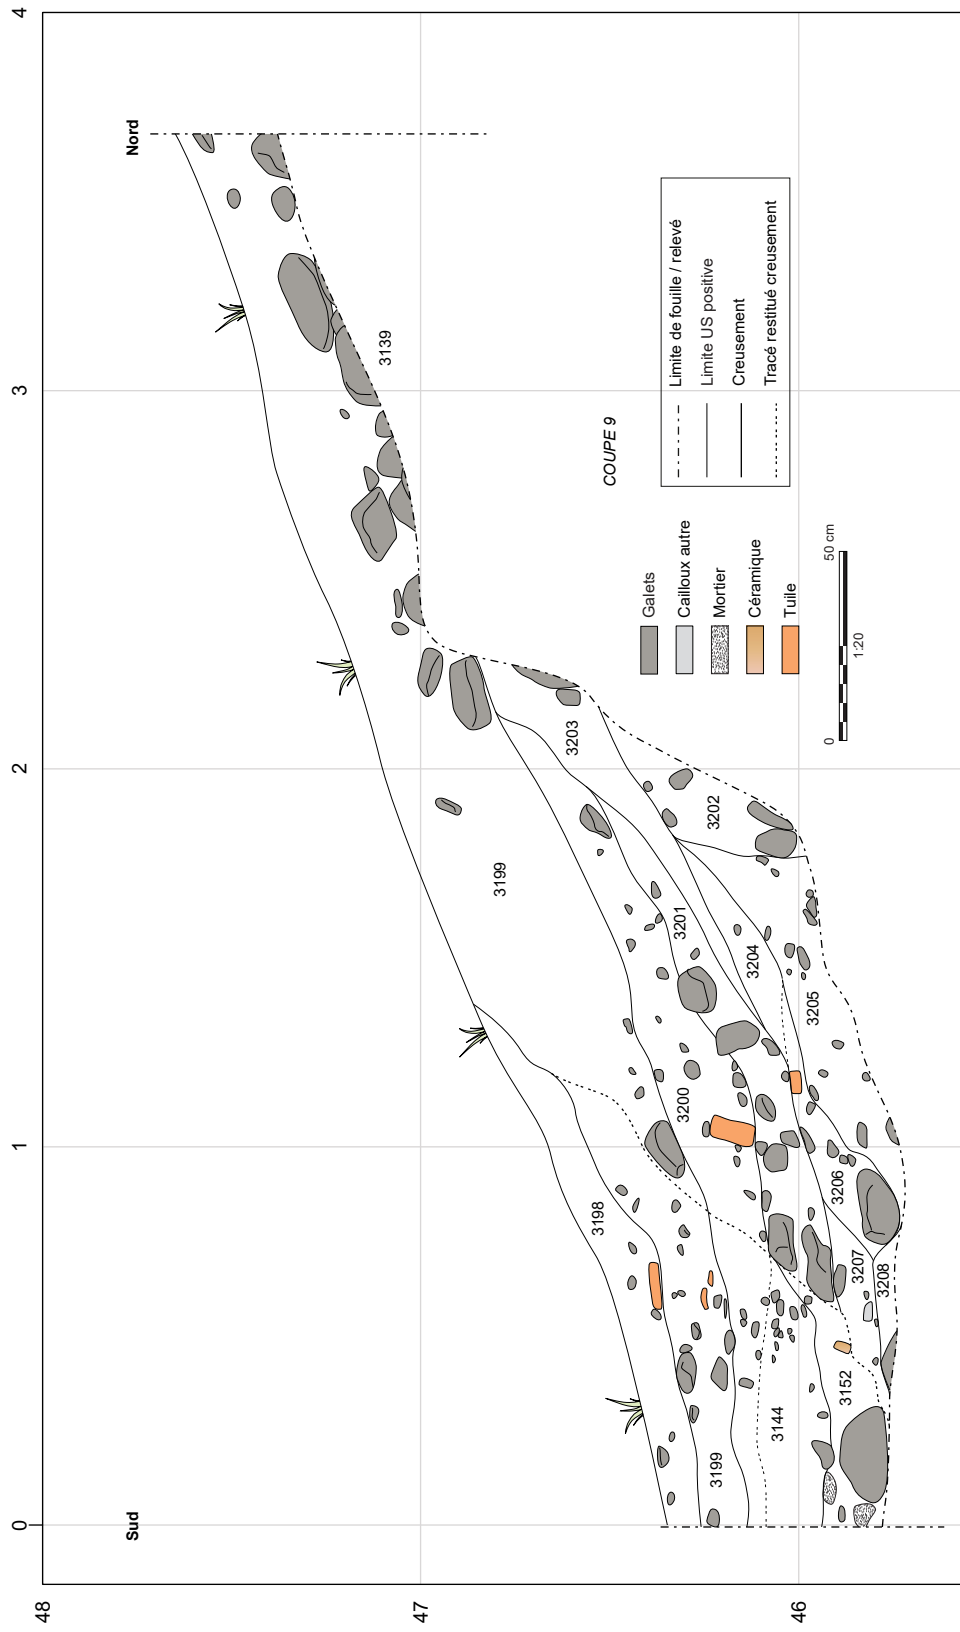 48
47
46
0
1
2
3
4
Sud
Nord
3139
3199
3203
3202
3201
3204
3205
3200
3198
3206
3207
3208
3152
3144
3199
COUPE 9
Limite de fouille / relevé
Limite US positive
Creusement
Tracé restitué creusement
Galets
Cailloux autre
Mortier
Céramique
Tuile
0
50 cm
1:20